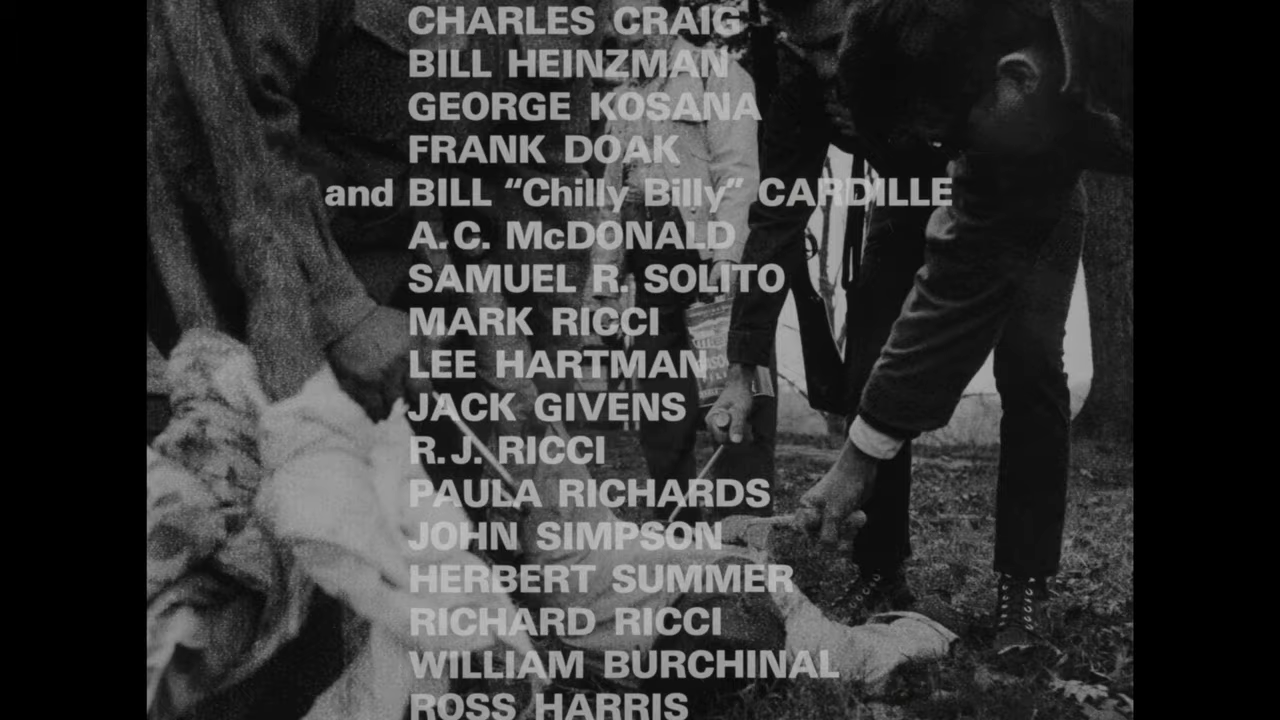 CHARLES CRAIG
BILL HEINZMAN
GEORGE KOSANA
FRANK DOAK
and BILL “Chilly Billy” CARDILLE
A.C. McDONALD
SAMUEL R. SOLITO
MARK RICCI
LEE HARTMAN
JACK GIVENS
R.J. RICCI
PAULA RICHARDS
JOHN SIMPSON
HERBERT SUMMER
RICHARD RICCI
WILLIAM BURCHINAL
ROSS HARRIS